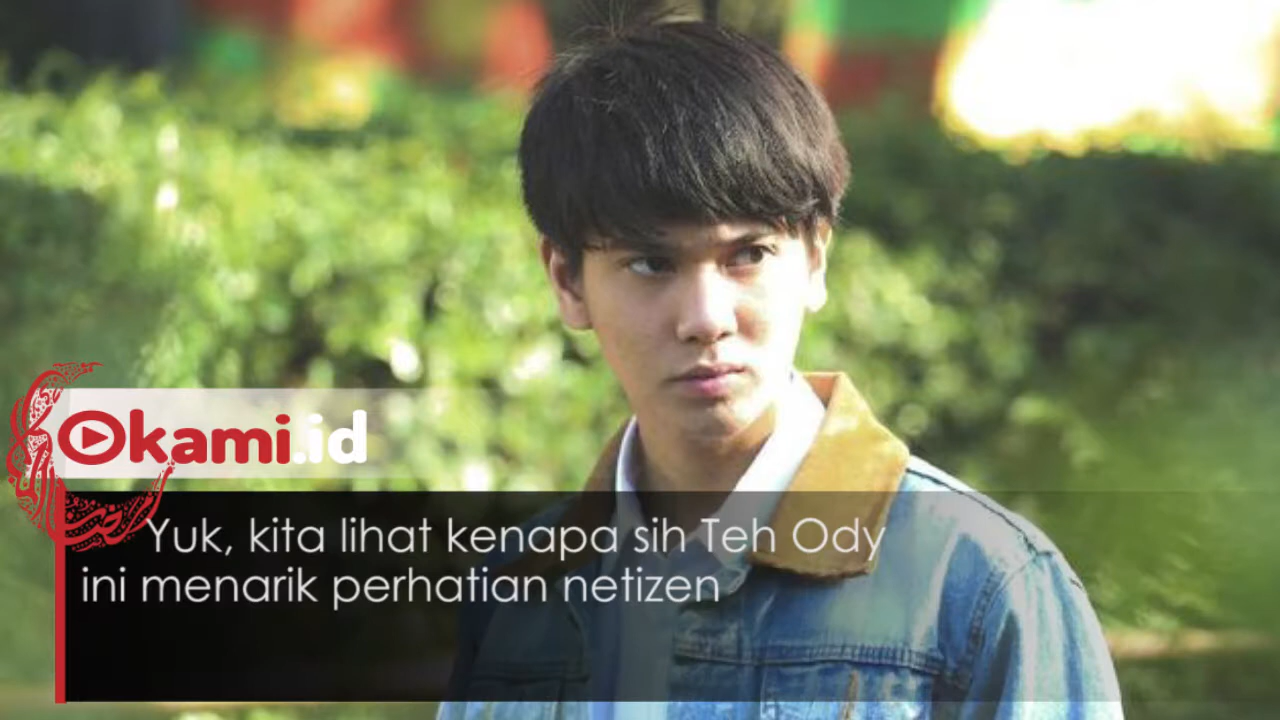 Okami.id
Yuk, kita lihat kenapa sih Teh Ody
ini menarik perhatian netizen